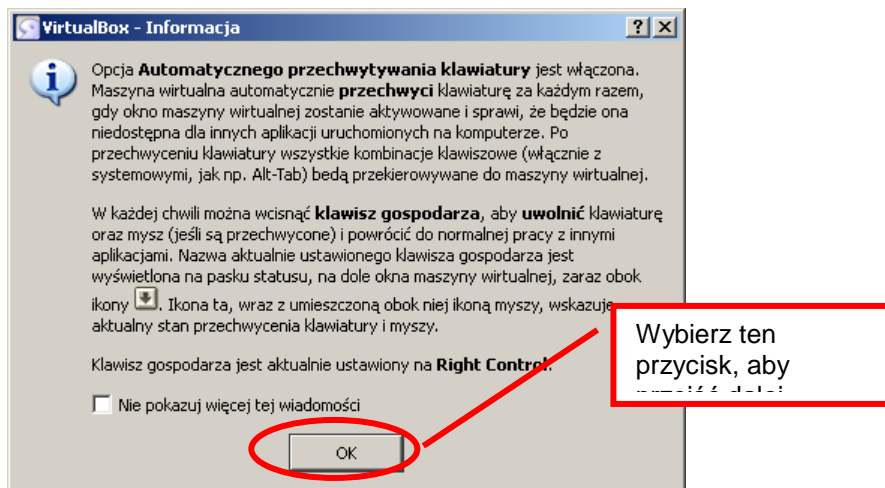 VirtualBox - Informacja
Opcja Automatycznego przechwytywania klawiatury jest włączona.
Maszyna wirtualna automatycznie przechwyci klawiaturę za każdym razem,
gdy okno maszyny wirtualnej zostanie aktywowane i sprawi, że będzie ona
niedostępna dla innych aplikacji uruchomionych na komputerze. Po
przechwyceniu klawiatury wszystkie kombinacje klawiszowe (włącznie z
systemowymi, jak np. Alt-Tab) bedą przekierowywane do maszyny wirtualnej.
W każdej chwili można wcisnąć klawisz gospodarza, aby uwolnić klawiaturę
oraz mysz (jeśli są przechwycone) i powrócić do normalnej pracy z innymi
aplikacjami. Nazwa aktualnie ustawionego klawisza gospodarza jest
wyświetlona na pasku statusu, na dole okna maszyny wirtualnej, zaraz obok
ikony . Ikona ta, wraz z umieszczoną obok niej ikoną myszy, wskazuje
aktualny stan przechwycenia klawiatury i myszy.
Klawisz gospodarza jest aktualnie ustawiony na Right Control.
Nie pokazuj więcej tej wiadomości
OK
Wybierz ten
przycisk, aby
przejść dalej